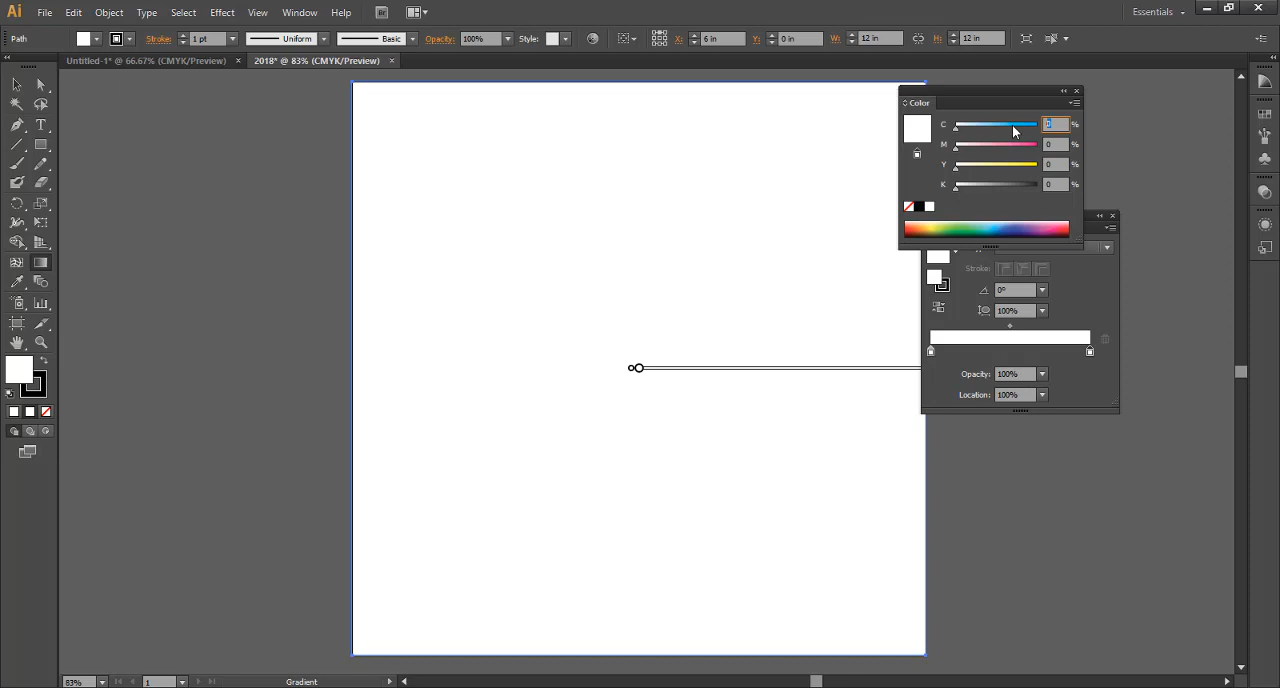 Ai File Edit Object Type Select Effect View Window Help Br Essentials
Path Stroke: 1 pt Uniform Basic Opacity: 100% Style: X: 6 in Y: 0 in W: 12 in H: 12 in
Untitled-1* @ 66.67% (CMYK/Preview) × 2018* @ 83% (CMYK/Preview) ×
Color
C %
M 0 %
Y 0 %
K 0 %
Stroke:
0°
100%
Opacity: 100%
Location: 100%
83% 1 Gradient